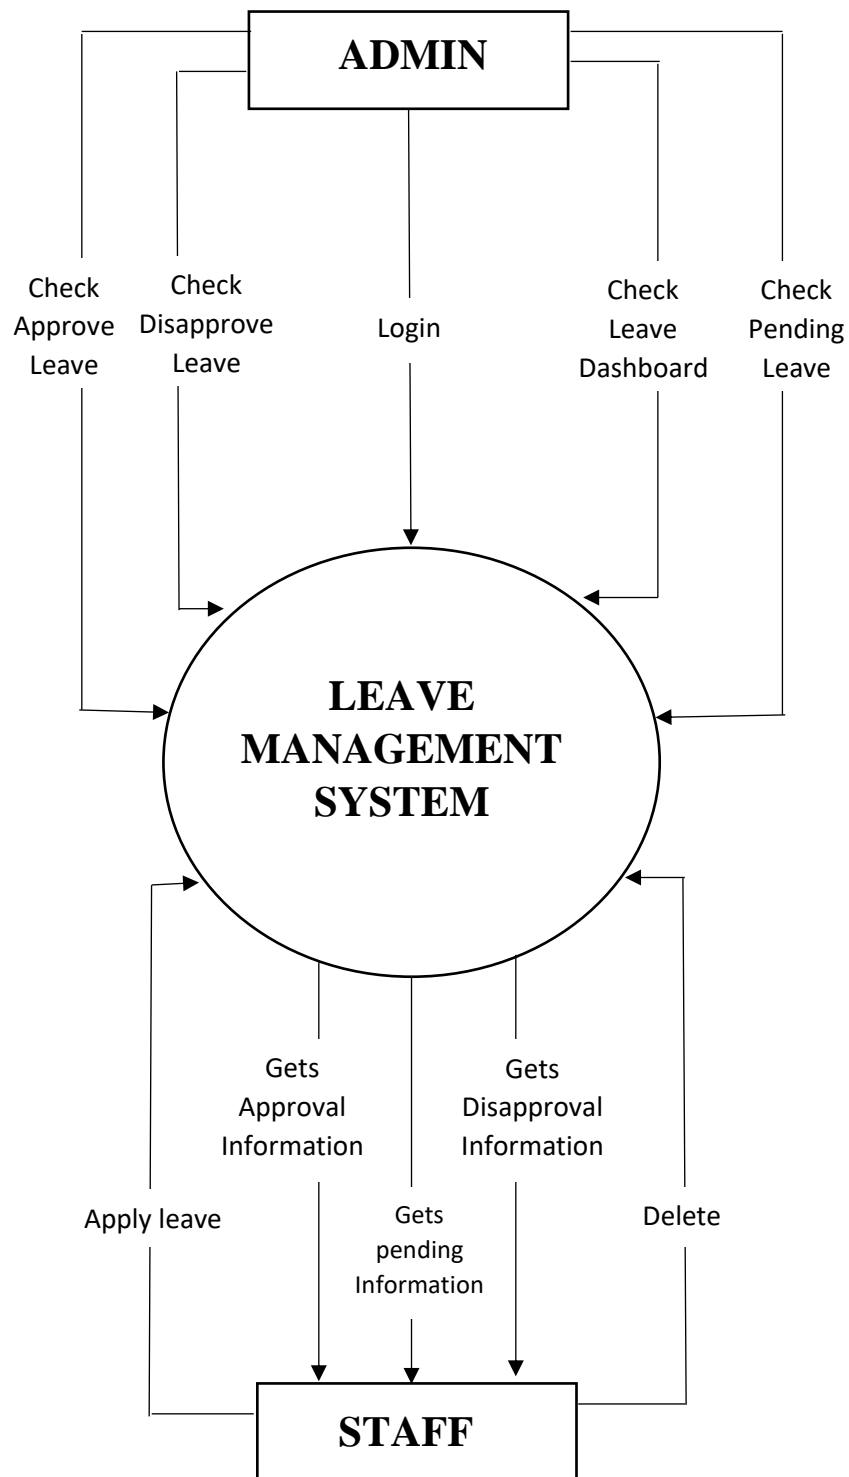 ADMIN
Check
Approve
Leave
Check
Disapprove
Leave
Login
Check
Leave
Dashboard
Check
Pending
Leave
LEAVE
MANAGEMENT
SYSTEM
Apply leave
Gets
Approval
Information
Gets
pending
Information
Gets
Disapproval
Information
Delete
STAFF